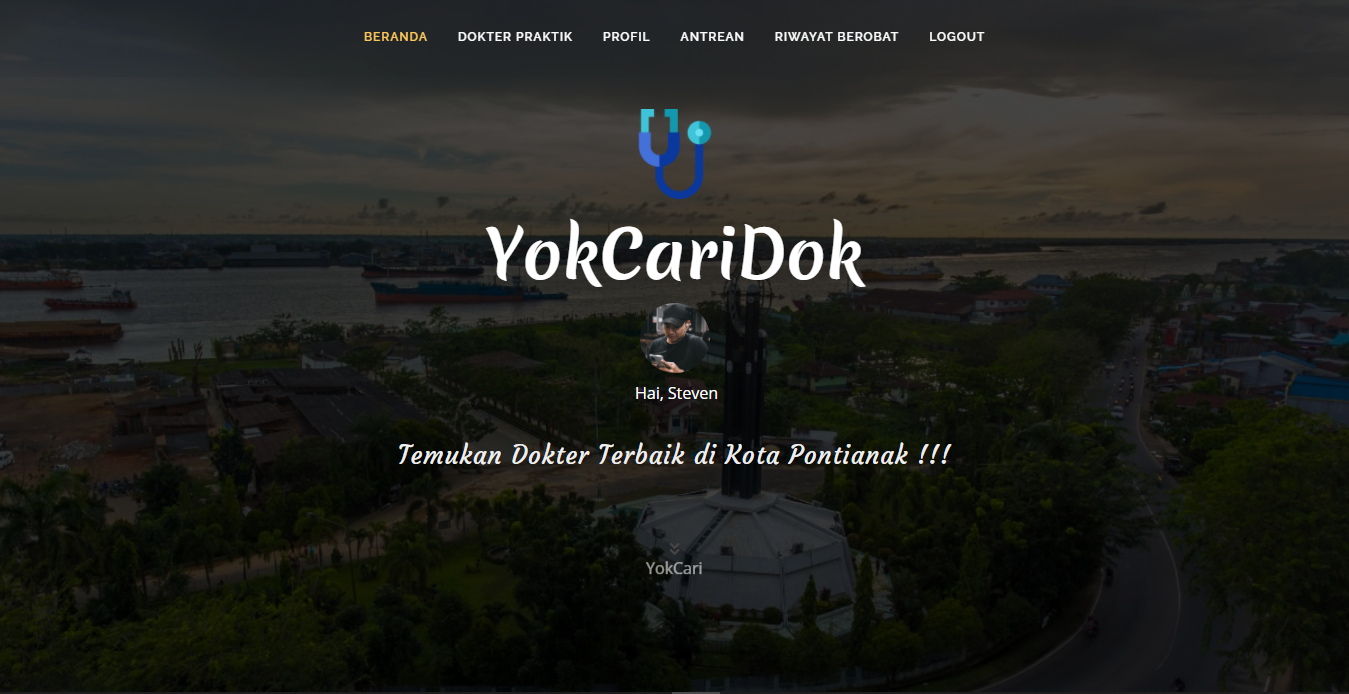 BERANDA DOKTER PRAKTIK PROFIL ANTREAN RIWAYAT BEROBAT LOGOUT
YokCariDok
Hai, Steven
Temukan Dokter Terbaik di Kota Pontianak !!!
YokCari